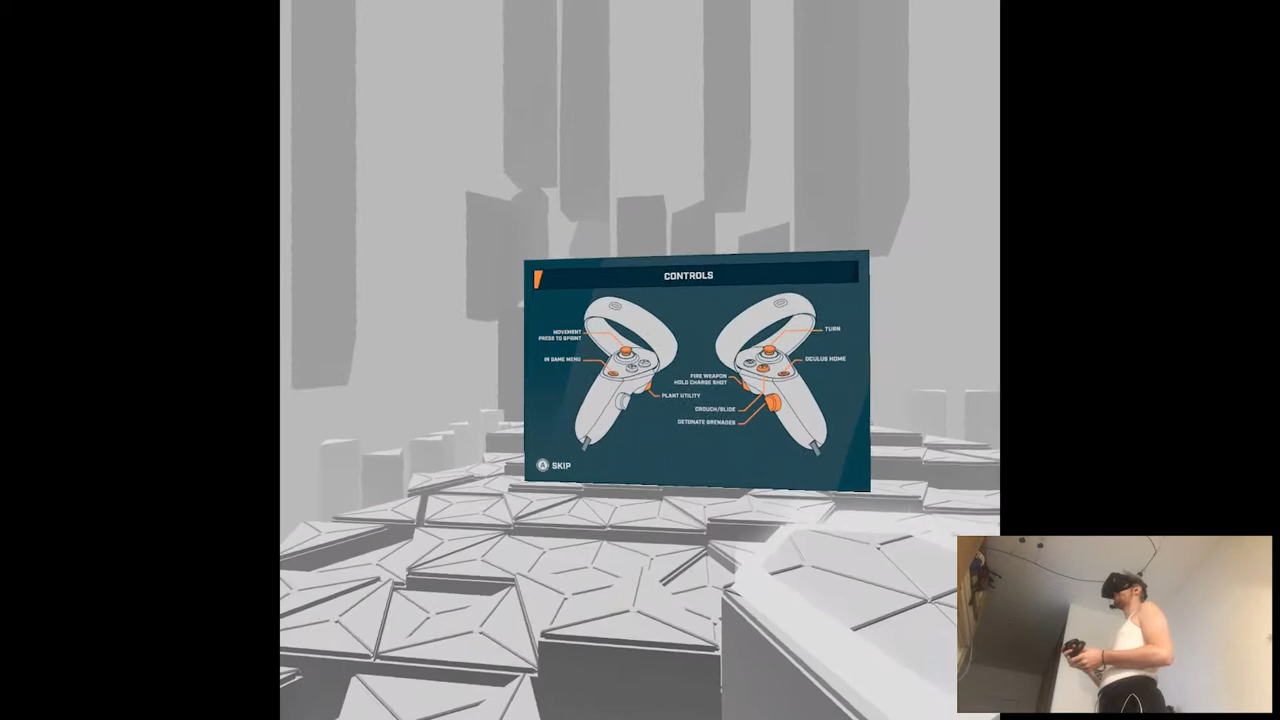 CONTROLS
MOVEMENT
PRESS TO SPRINT
IN GAME MENU
PLANT UTILITY
TURN
OCULUS HOME
FIRE WEAPON
HOLD CHARGE SHOT
CROUCH/SLIDE
DETONATE GRENADES
A SKIP